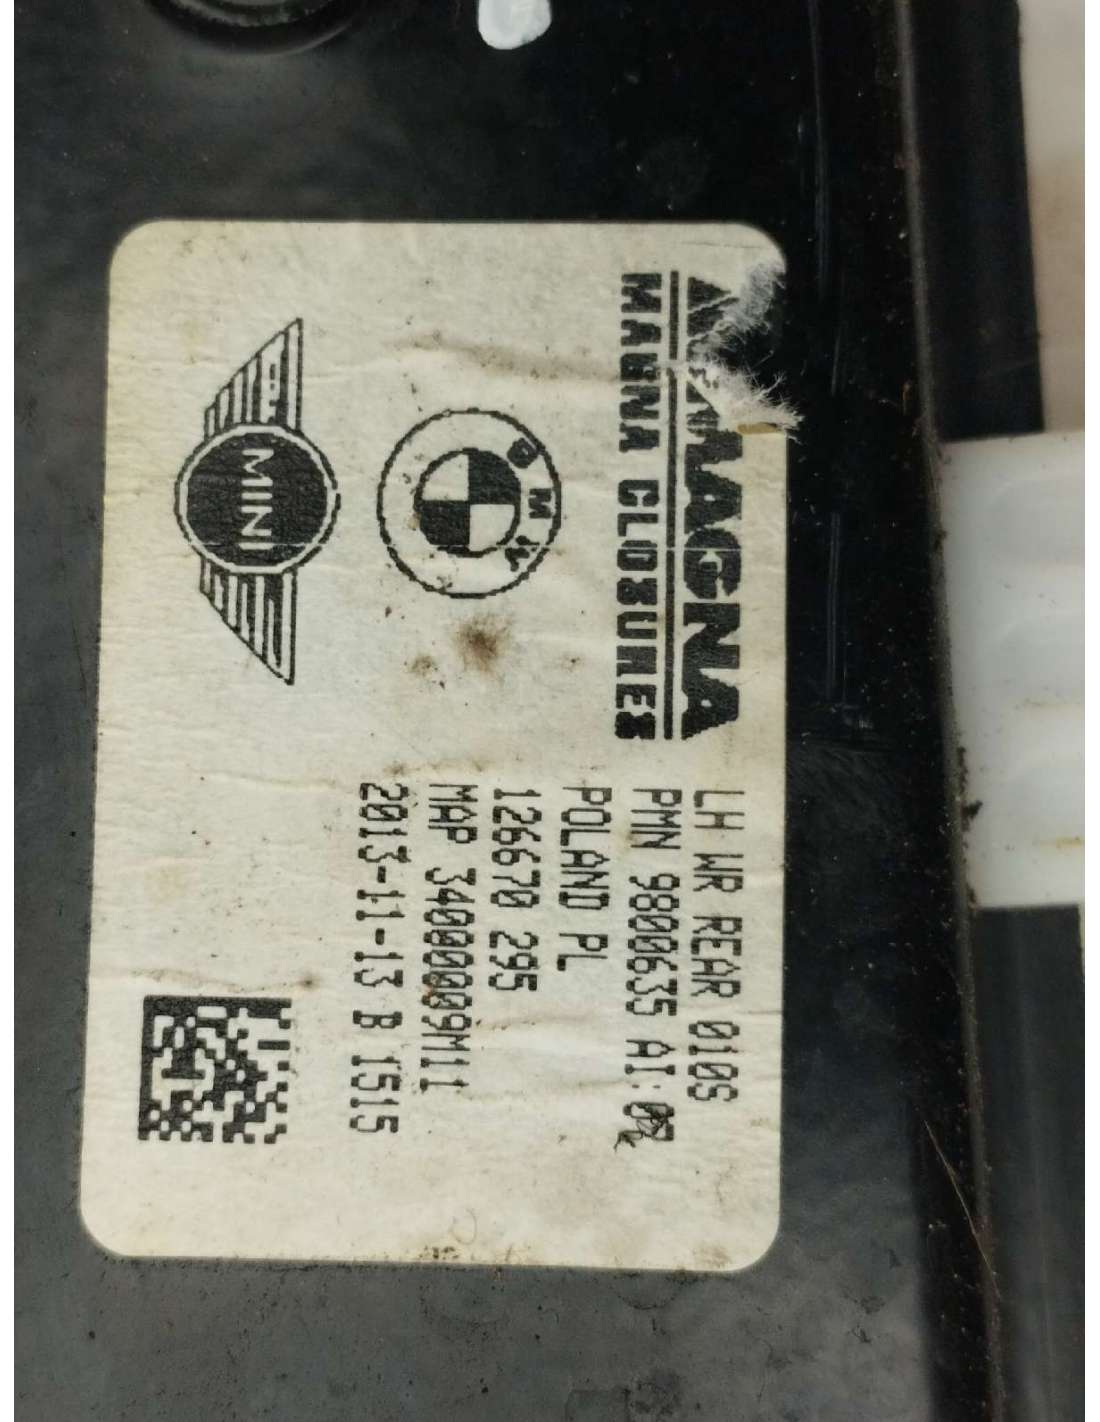 MAGNA
MAGNA CLOSURES
BMW
MINI
LH WR REAR 010S
PMN 9800635 AI:
POLAND PL
126670 295
MAP 3400009M11
2013-11-13 B 1515